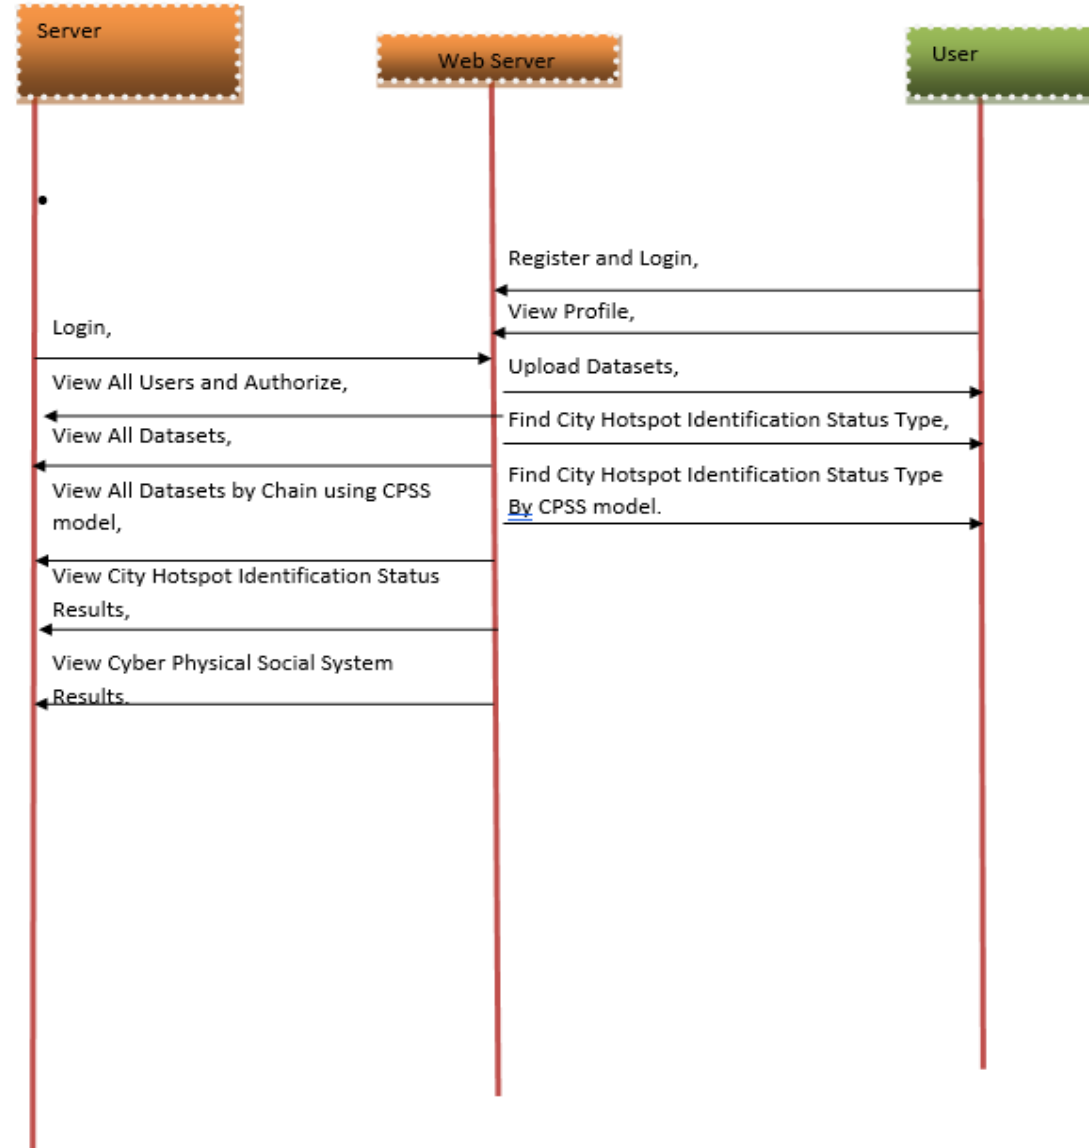 Server
Web Server
User
Register and Login,
View Profile,
Login,
Upload Datasets,
View All Users and Authorize,
Find City Hotspot Identification Status Type,
View All Datasets,
Find City Hotspot Identification Status Type
By CPSS model.
View All Datasets by Chain using CPSS
model,
View City Hotspot Identification Status
Results,
View Cyber Physical Social System
Results.